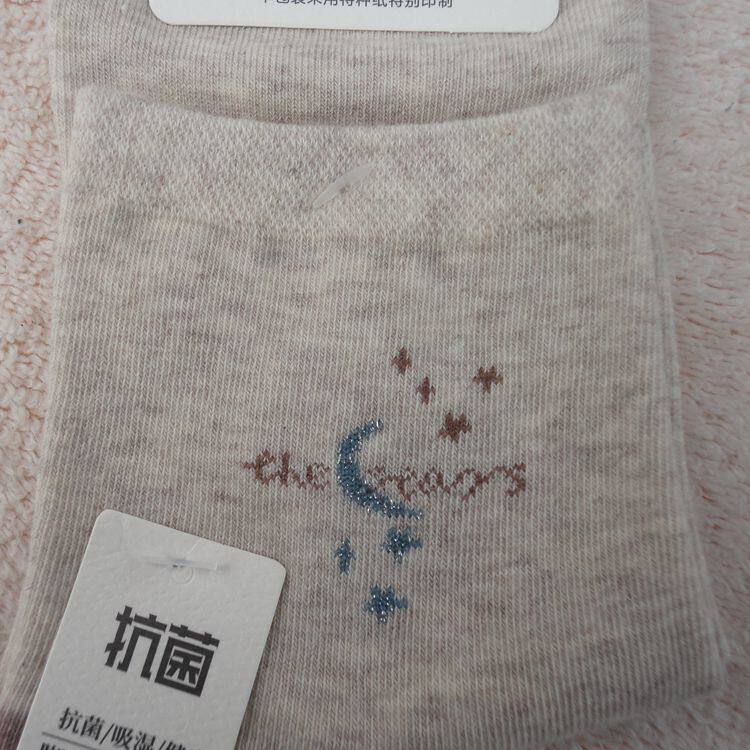 本包装采用特种纸特别印制
the stars
抗菌
抗菌/吸湿/